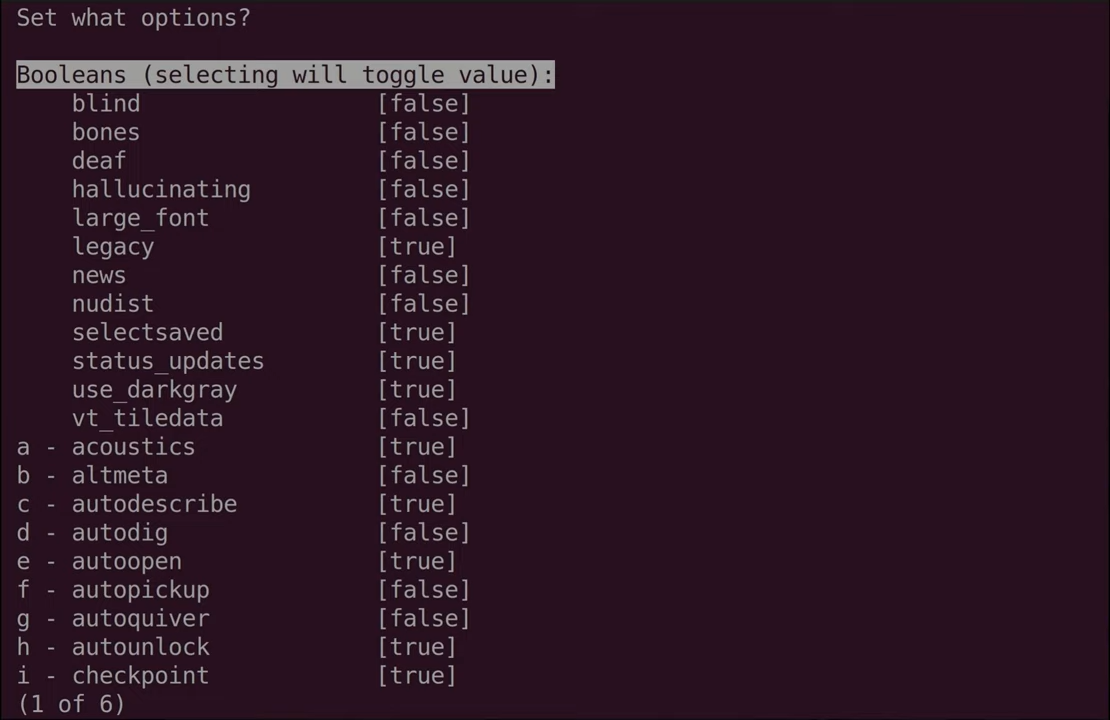 Set what options?
Booleans (selecting will toggle value):
blind [false]
bones [false]
deaf [false]
hallucinating [false]
large_font [false]
legacy [true]
news [false]
nudist [false]
selectsaved [true]
status_updates [true]
use_darkgray [true]
vt_tiledata [false]
a - acoustics [true]
b - altmeta [false]
c - autodescribe [true]
d - autodig [false]
e - autoopen [true]
f - autopickup [false]
g - autoquiver [false]
h - autounlock [true]
i - checkpoint [true]
(1 of 6)